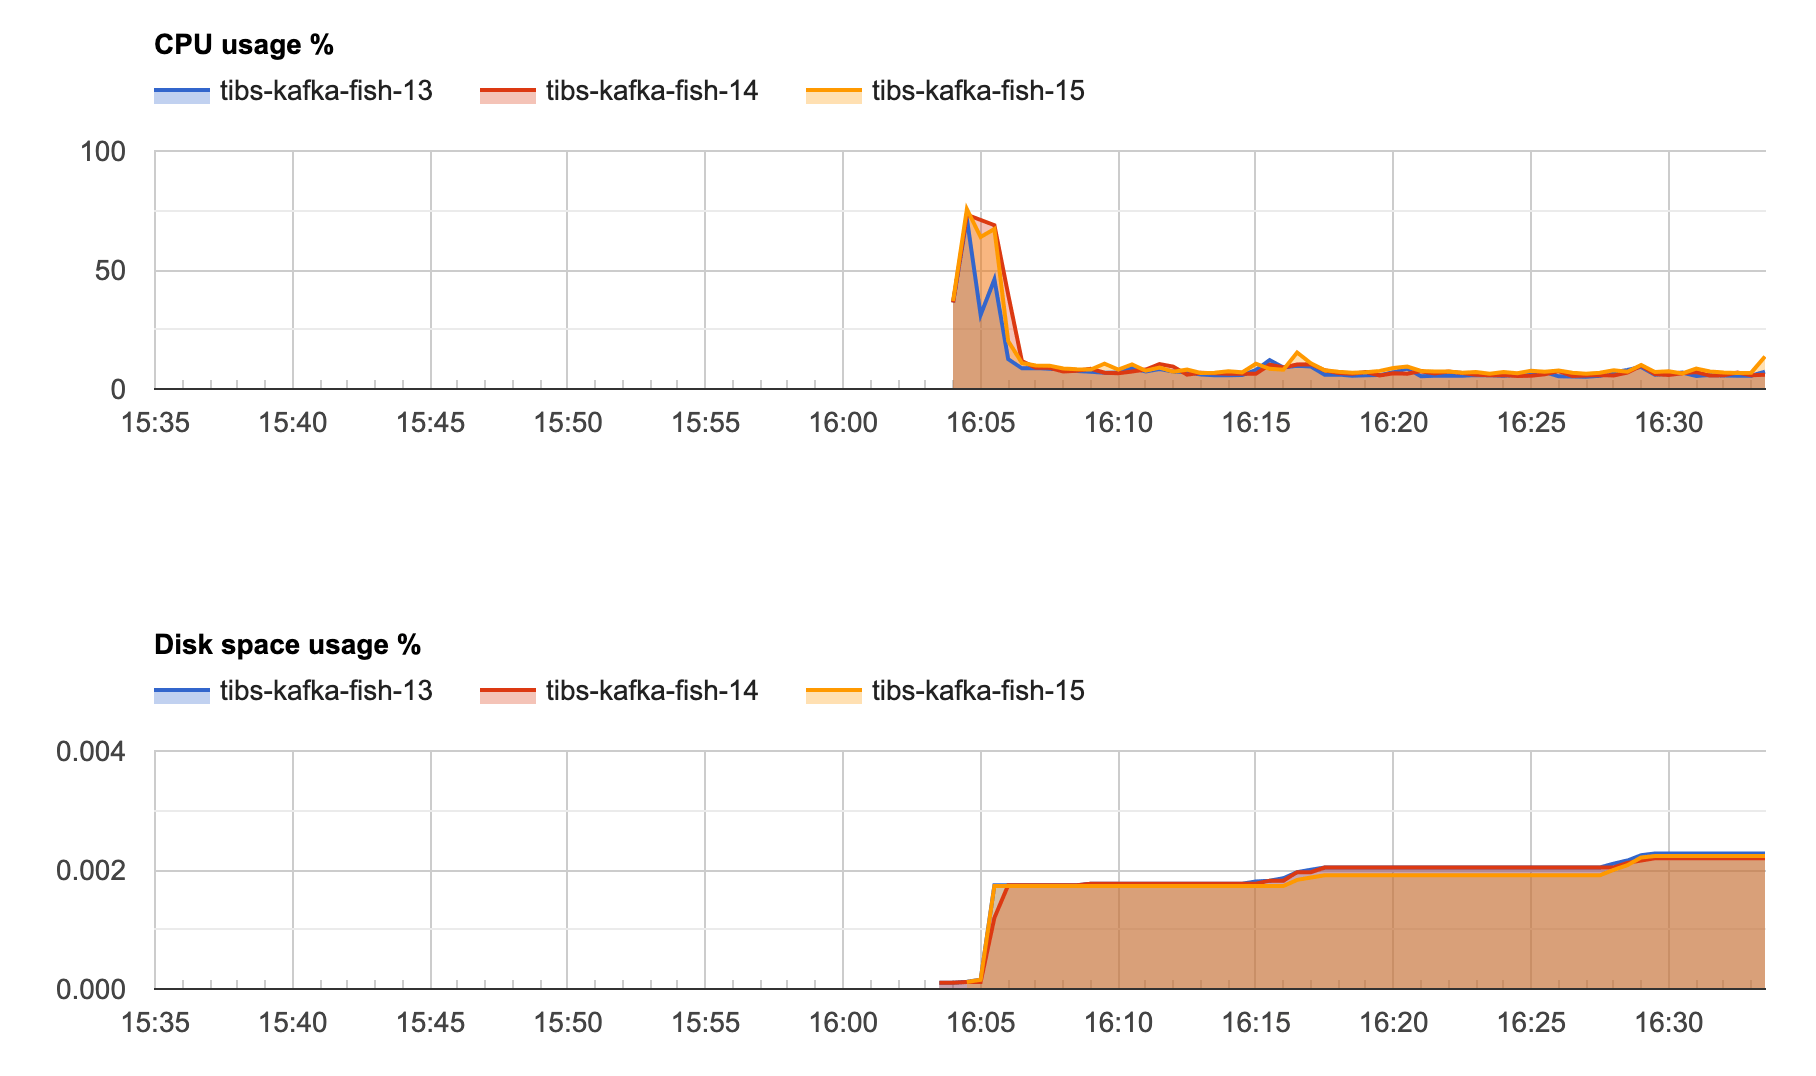 CPU usage %
tibs-kafka-fish-13 tibs-kafka-fish-14 tibs-kafka-fish-15
100
50
0
15:35 15:40 15:45 15:50 15:55 16:00 16:05 16:10 16:15 16:20 16:25 16:30
Disk space usage %
tibs-kafka-fish-13 tibs-kafka-fish-14 tibs-kafka-fish-15
0.004
0.002
0.000
15:35 15:40 15:45 15:50 15:55 16:00 16:05 16:10 16:15 16:20 16:25 16:30